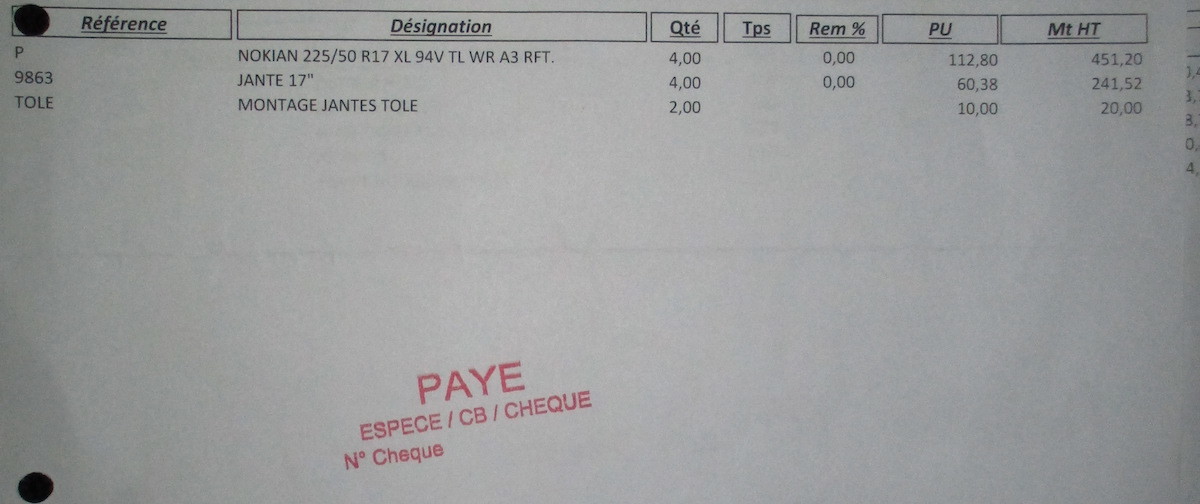 Référence Désignation Qté Tps Rem % PU Mt HT
P NOKIAN 225/50 R17 XL 94V TL WR A3 RFT. 4,00 0,00 112,80 451,20
9863 JANTE 17" 4,00 0,00 60,38 241,52
TOLE MONTAGE JANTES TOLE 2,00 10,00 20,00
PAYE
ESPECE / CB / CHEQUE
N° Cheque